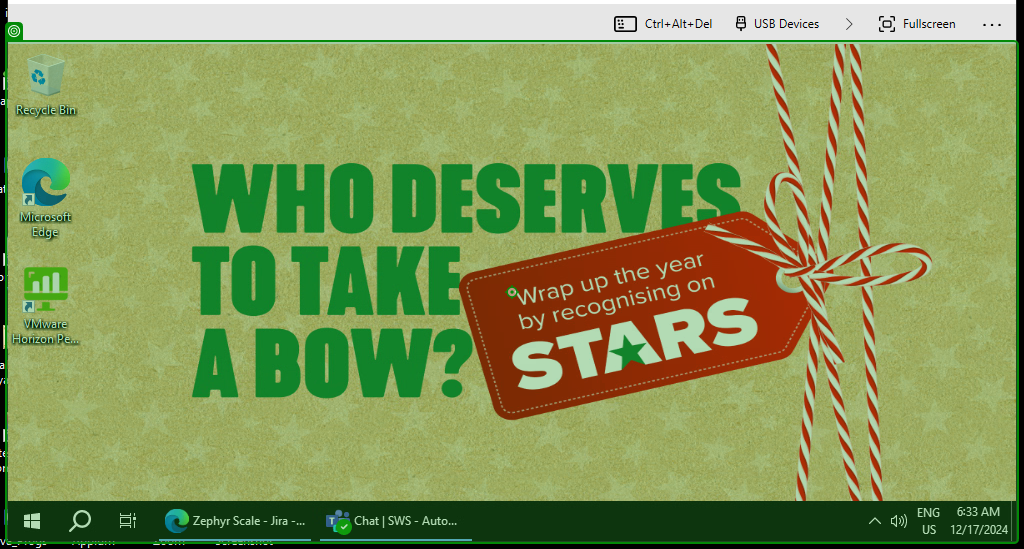 Ctrl+Alt+Del
USB Devices
Fullscreen
Recycle Bin
Microsoft
Edge
VMware
Horizon Pe...
WHO DESERVES
TO TAKE
A BOW?
Wrap up the year
by recognising on
STARS
Zephyr Scale - Jira -...
Chat | SWS - Auto...
ENG
US
6:33 AM
12/17/2024